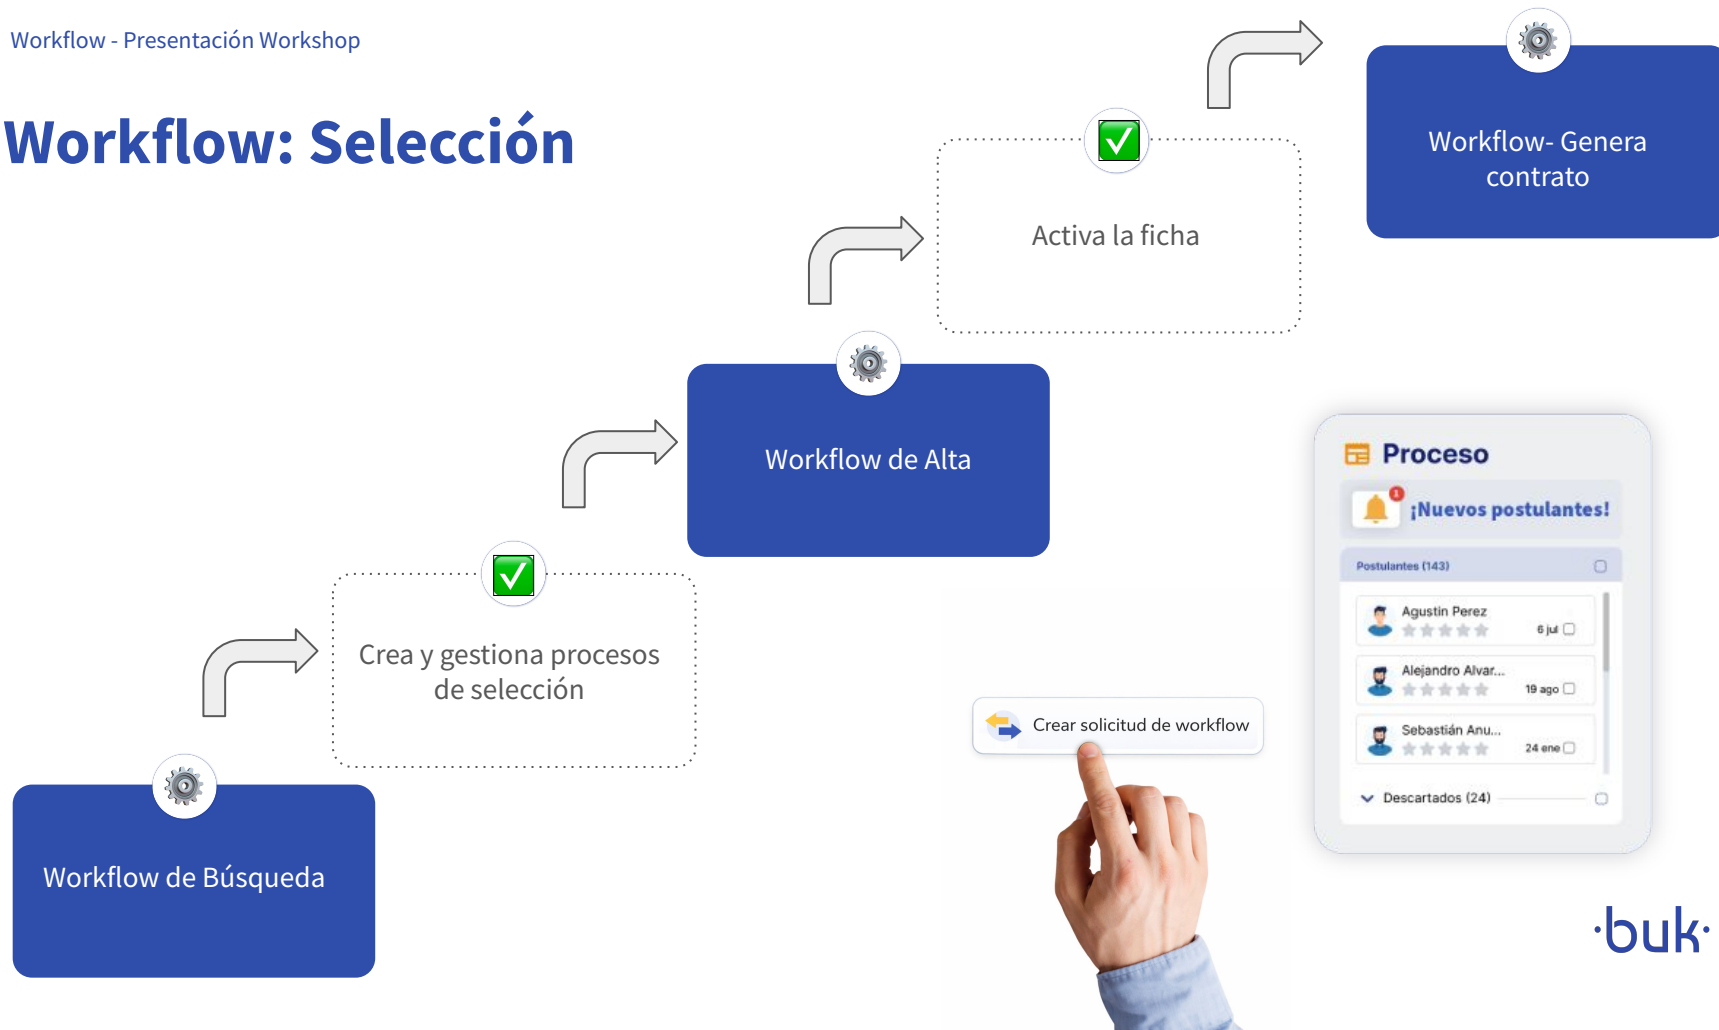 Workflow - Presentación Workshop
Workflow: Selección
Workflow- Genera
contrato
Activa la ficha
Workflow de Alta
Crea y gestiona procesos
de selección
Workflow de Búsqueda
Crear solicitud de workflow
Proceso
1
¡Nuevos postulantes!
Postulantes (143)
Agustin Perez
6 jul
Alejandro Alvar...
19 ago
Sebastián Anu...
24 ene
Descartados (24)
·buk·